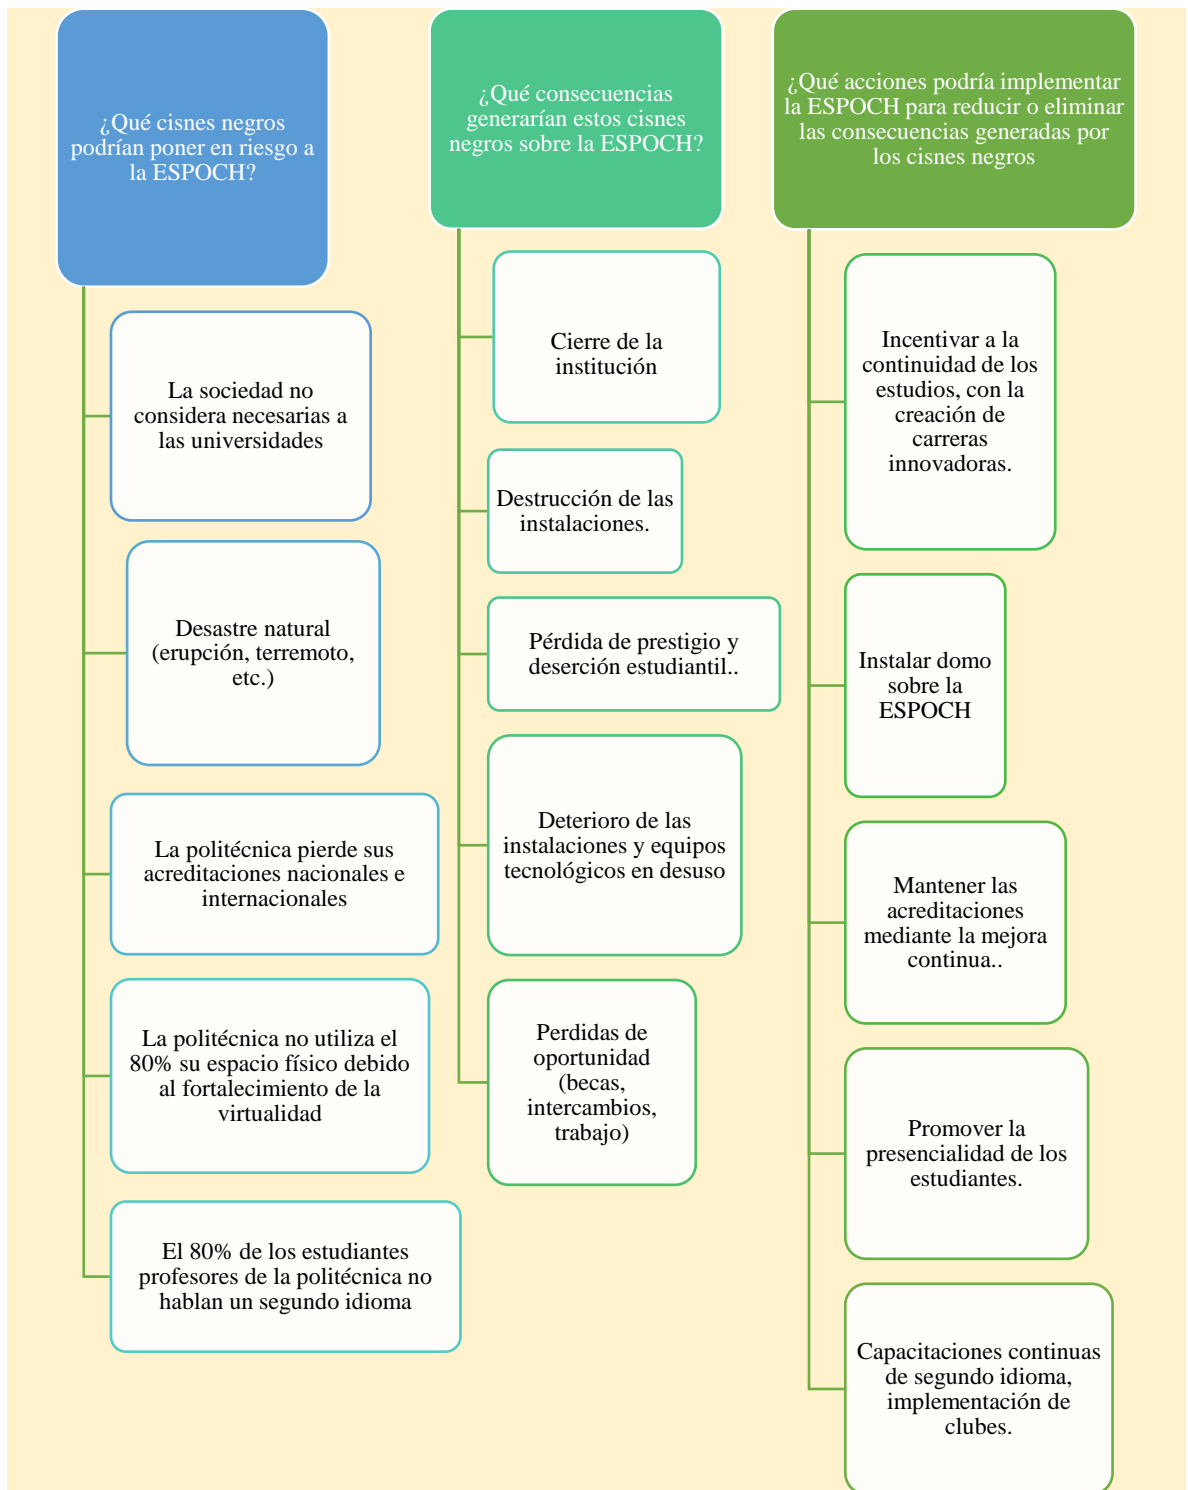 ¿Qué cisnes negros
podrían poner en riesgo a
la ESPOCH?
La sociedad no
considera necesarias a
las universidades
Desastre natural
(erupción, terremoto,
etc.)
La politécnica pierde sus
acreditaciones nacionales e
internacionales
La politécnica no utiliza el
80% su espacio físico debido
al fortalecimiento de la
virtualidad
El 80% de los estudiantes
profesores de la politécnica no
hablan un segundo idioma
¿Qué consecuencias
generarían estos cisnes
negros sobre la ESPOCH?
Cierre de la
institución
Destrucción de las
instalaciones.
Pérdida de prestigio y
deserción estudiantil..
Deterioro de las
instalaciones y equipos
tecnológicos en desuso
Perdidas de
oportunidad
(becas,
intercambios,
trabajo)
¿Qué acciones podría implementar
la ESPOCH para reducir o eliminar
las consecuencias generadas por
los cisnes negros
Incentivar a la
continuidad de los
estudios, con la
creación de
carreras
innovadoras.
Instalar domo
sobre la
ESPOCH
Mantener las
acreditaciones
mediante la mejora
continua..
Promover la
presencialidad de los
estudiantes.
Capacitaciones continuas
de segundo idioma,
implementación de
clubes.